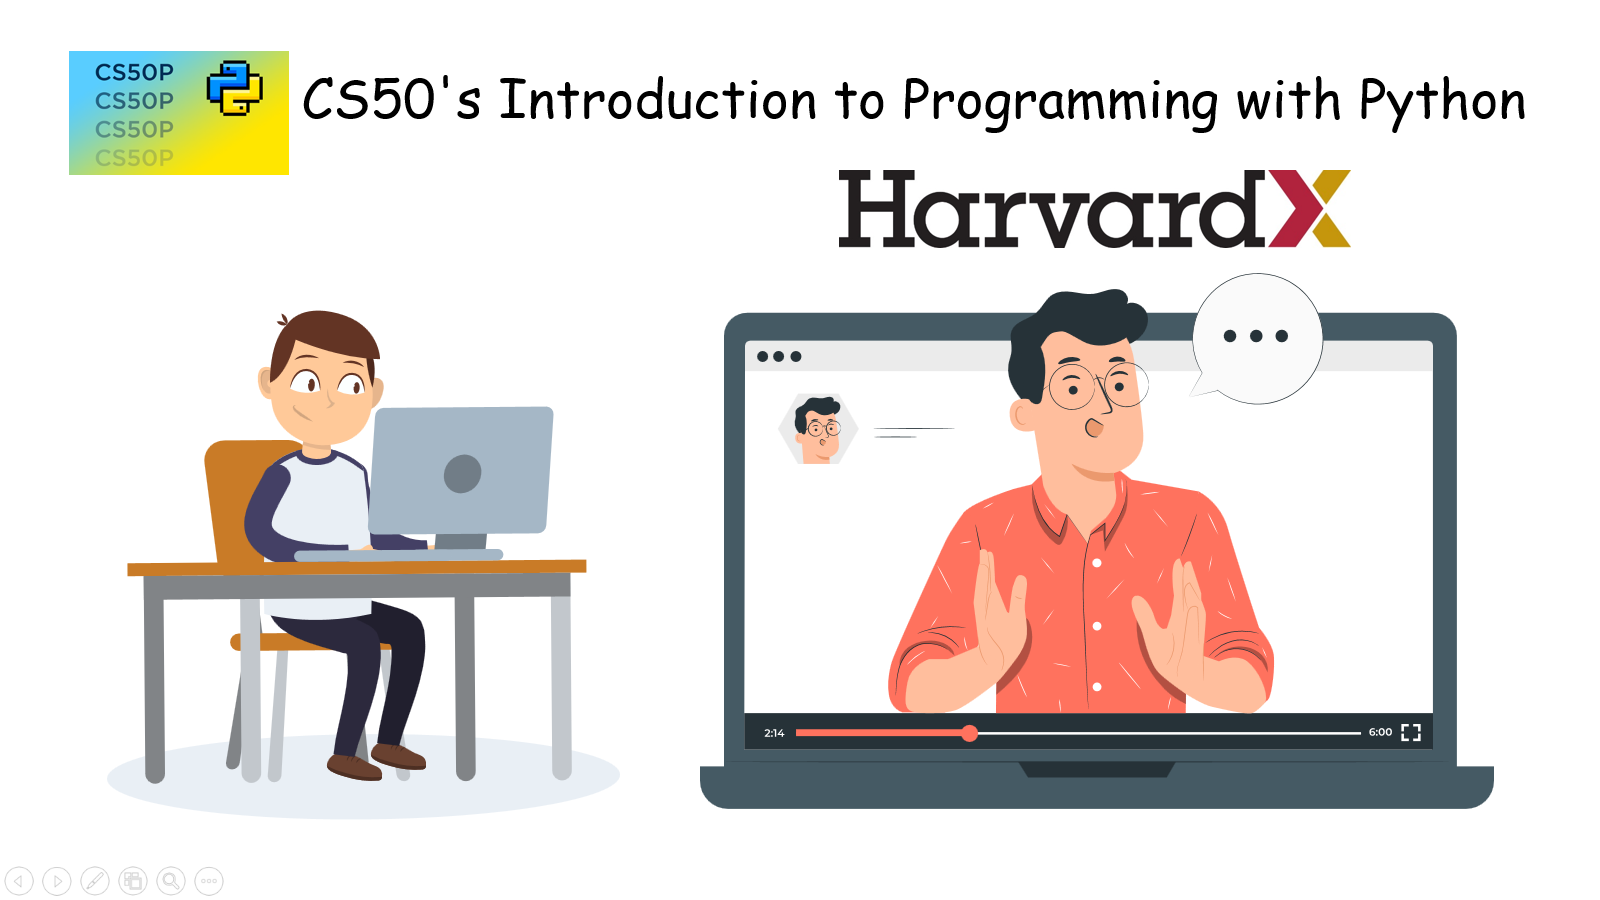 CS50P
CS50P
CS50P
CS50P
CS50's Introduction to Programming with Python
HarvardX
2:14
6:00